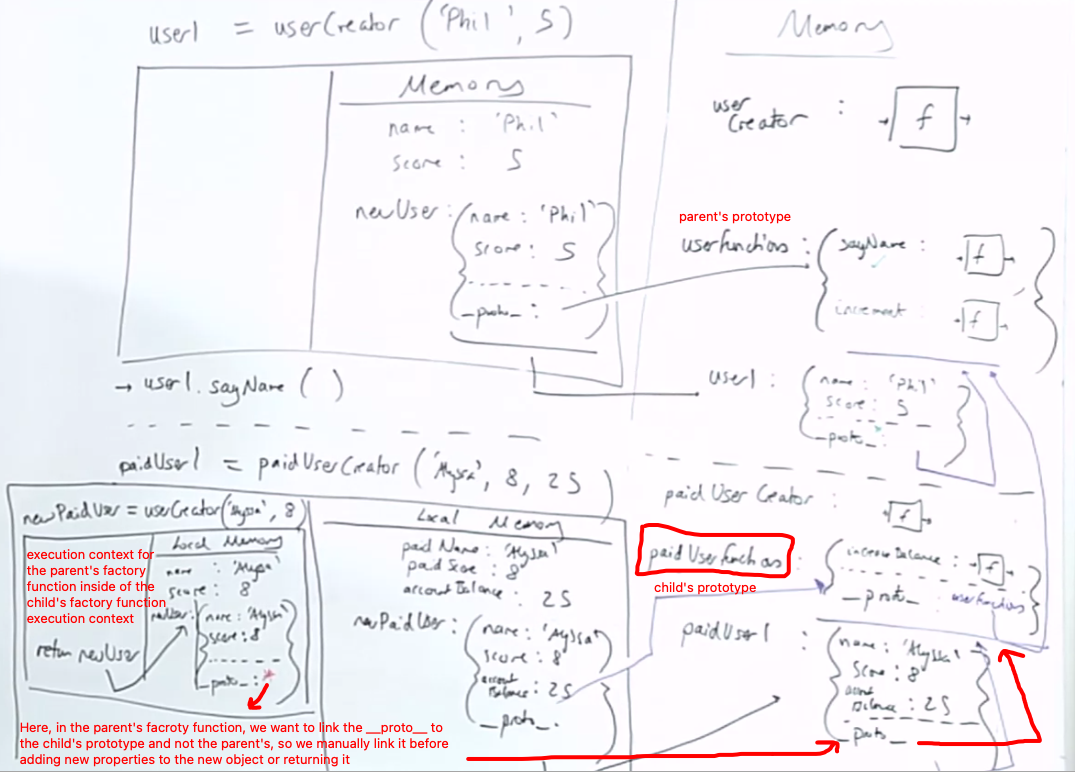 user1 = userCreator ('Phil', 5)
Memory
name : 'Phil'
score : 5
newUser : { name : 'Phil'
score : 5
- - - - - - -
__proto__ : }
→ user1.sayName ( )
- - - - - - - -
paidUser1 = paidUserCreator ('Alyssa', 8, 25)
newPaidUser = userCreator('Alyssa', 8)
Local Memory
name : 'Alyssa'
score : 8
newUser: { name : 'Alyssa'
score : 8
- - - - - -
__proto__ : * }
return newUser
execution context for
the parent's factory
function inside of the
child's factory function
execution context
Here, in the parent's facroty function, we want to link the __proto__ to
the child's prototype and not the parent's, so we manually link it before
adding new properties to the new object or returning it
Local Memory
paid Name : 'Alyssa'
paid Score : 8
account Balance : 25
newPaidUser : { name : 'Alyssa'
score : 8
account
Balance : 25
__proto__ : }
Memory
user
Creator : → f →
parent's prototype
userfunctions : { sayName : → f →
increment : → f → }
user1 : { name : 'Phil'
score : 5
- - - - - - -
__proto__ : }
- - - - - - - -
paid User Creator : → f →
paidUserfunctions : { increaseBalance : → f →
__proto__ : userfunctions }
child's prototype
paidUser1 : { name : 'Alyssa'
Score : 8
account
Balance : 25
- - - - - - -
__proto__ }